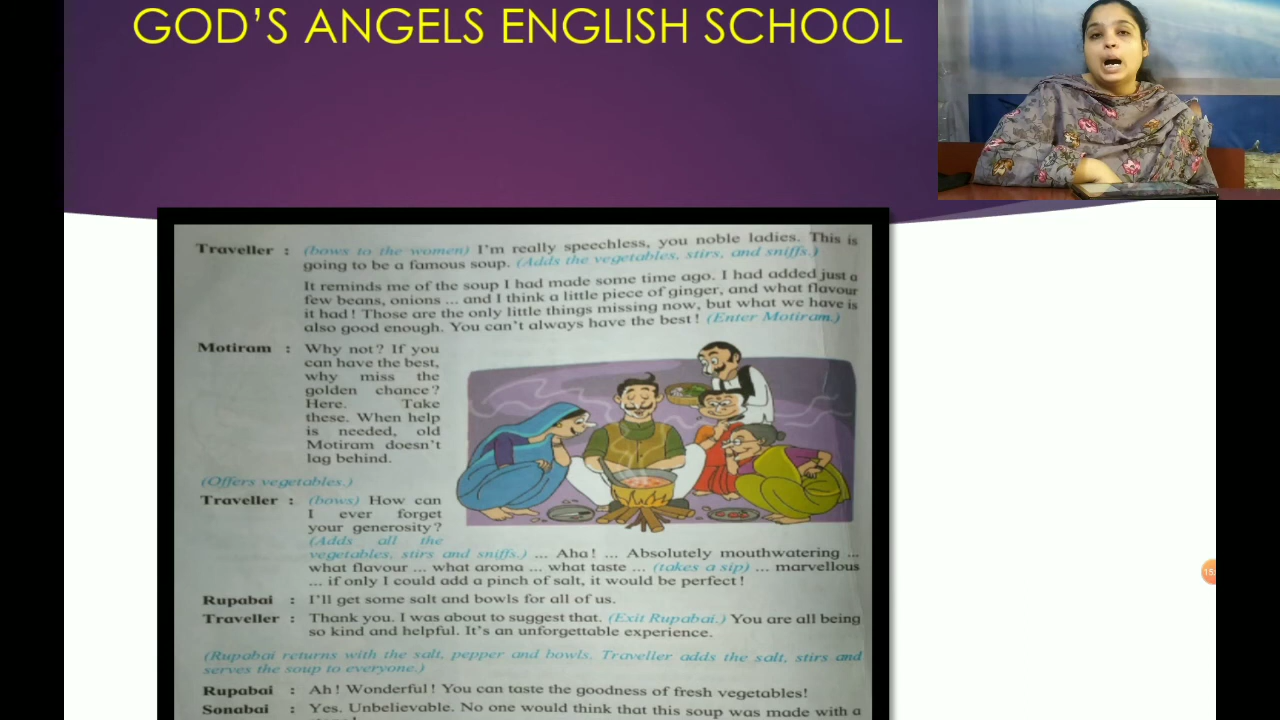 GOD'S ANGELS ENGLISH SCHOOL
Traveller : (bows to the women) I'm really speechless, you noble ladies. This is
going to be a famous soup. (Adds the vegetables, stirs, and sniffs.)
It reminds me of the soup I had made some time ago. I had added just a
few beans, onions ... and I think a little piece of ginger, and what flavour
it had! Those are the only little things missing now, but what we have is
also good enough. You can't always have the best! (Enter Motiram.)
Motiram : Why not? If you
can have the best,
why miss the
golden chance?
Here. Take
these. When help
is needed, old
Motiram doesn't
lag behind.
(Offers vegetables.)
Traveller : (bows) How can
I ever forget
your generosity?
(Adds all the
vegetables, stirs and sniffs.) ... Aha! ... Absolutely mouthwatering ...
what flavour ... what aroma ... what taste ... (takes a sip) ... marvellous
... if only I could add a pinch of salt, it would be perfect!
Rupabai : I'll get some salt and bowls for all of us.
Traveller : Thank you. I was about to suggest that. (Exit Rupabai.) You are all being
so kind and helpful. It's an unforgettable experience.
(Rupabai returns with the salt, pepper and bowls. Traveller adds the salt, stirs and
serves the soup to everyone.)
Rupabai : Ah! Wonderful! You can taste the goodness of fresh vegetables!
Sonabai : Yes. Unbelievable. No one would think that this soup was made with a